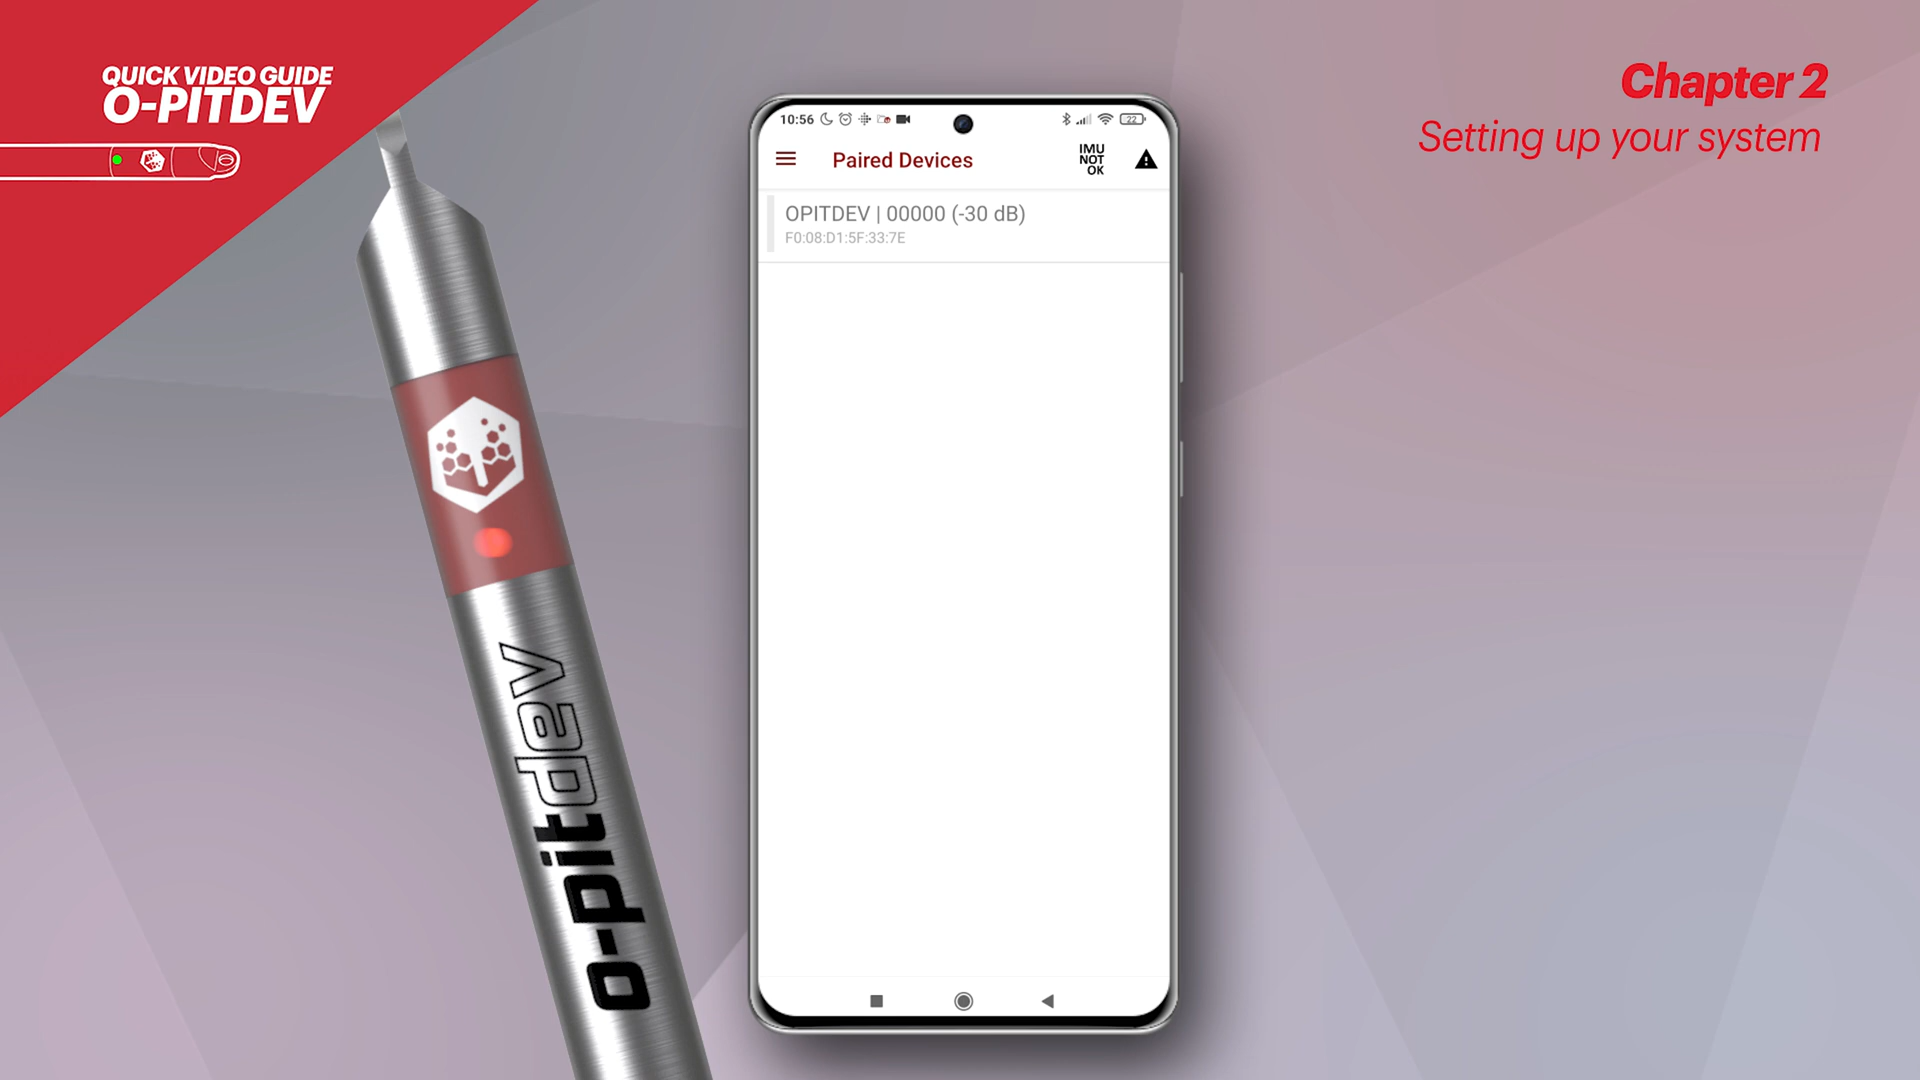 QUICK VIDEO GUIDE
O-PITDEV
Chapter 2
Setting up your system
10:56
22
Paired Devices
IMU
NOT
OK
OPITDEV | 00000 (-30 dB)
F0:08:D1:5F:33:7E
o-pitdev